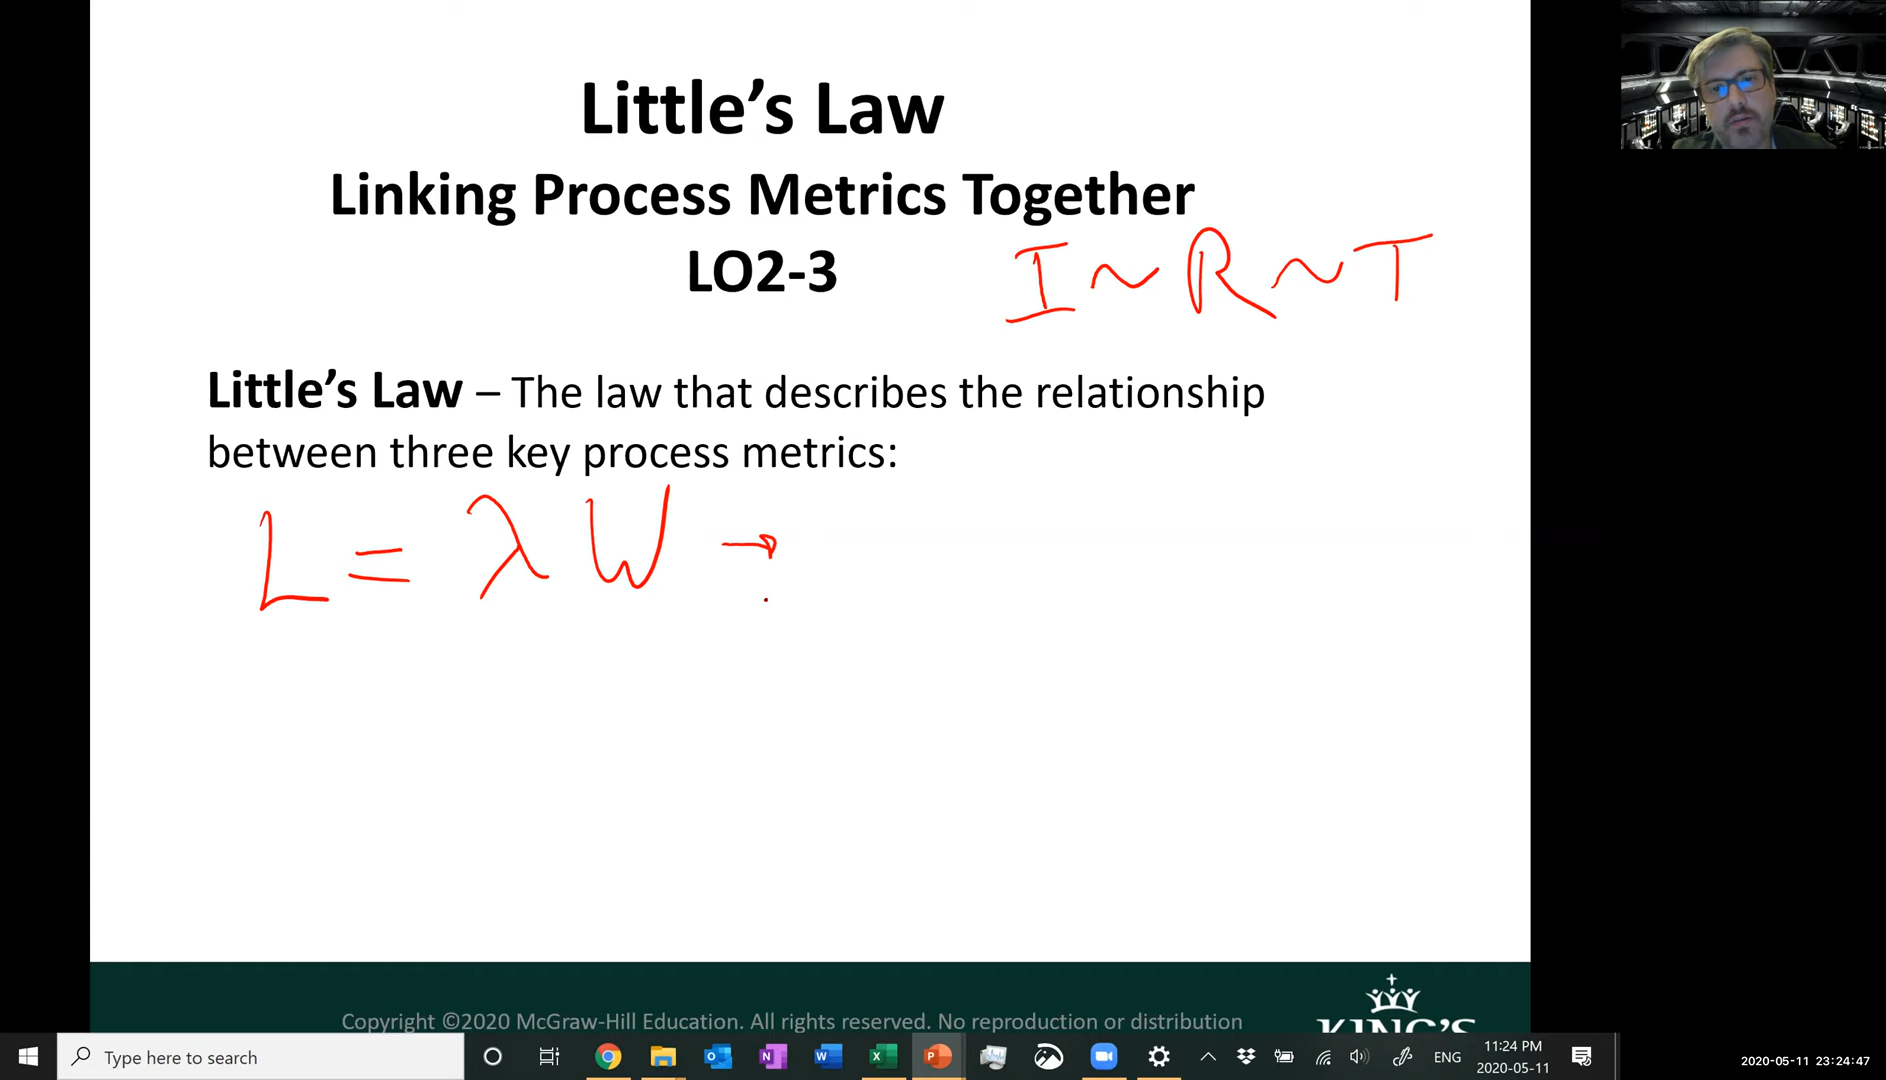 Little's Law
Linking Process Metrics Together
LO2-3
I ~ R ~ T
Little's Law – The law that describes the relationship
between three key process metrics:
L = λ W →
Copyright ©2020 McGraw-Hill Education. All rights reserved. No reproduction or distribution
KING'S
Type here to search
ENG
11:24 PM
2020-05-11
2020-05-11 23:24:47